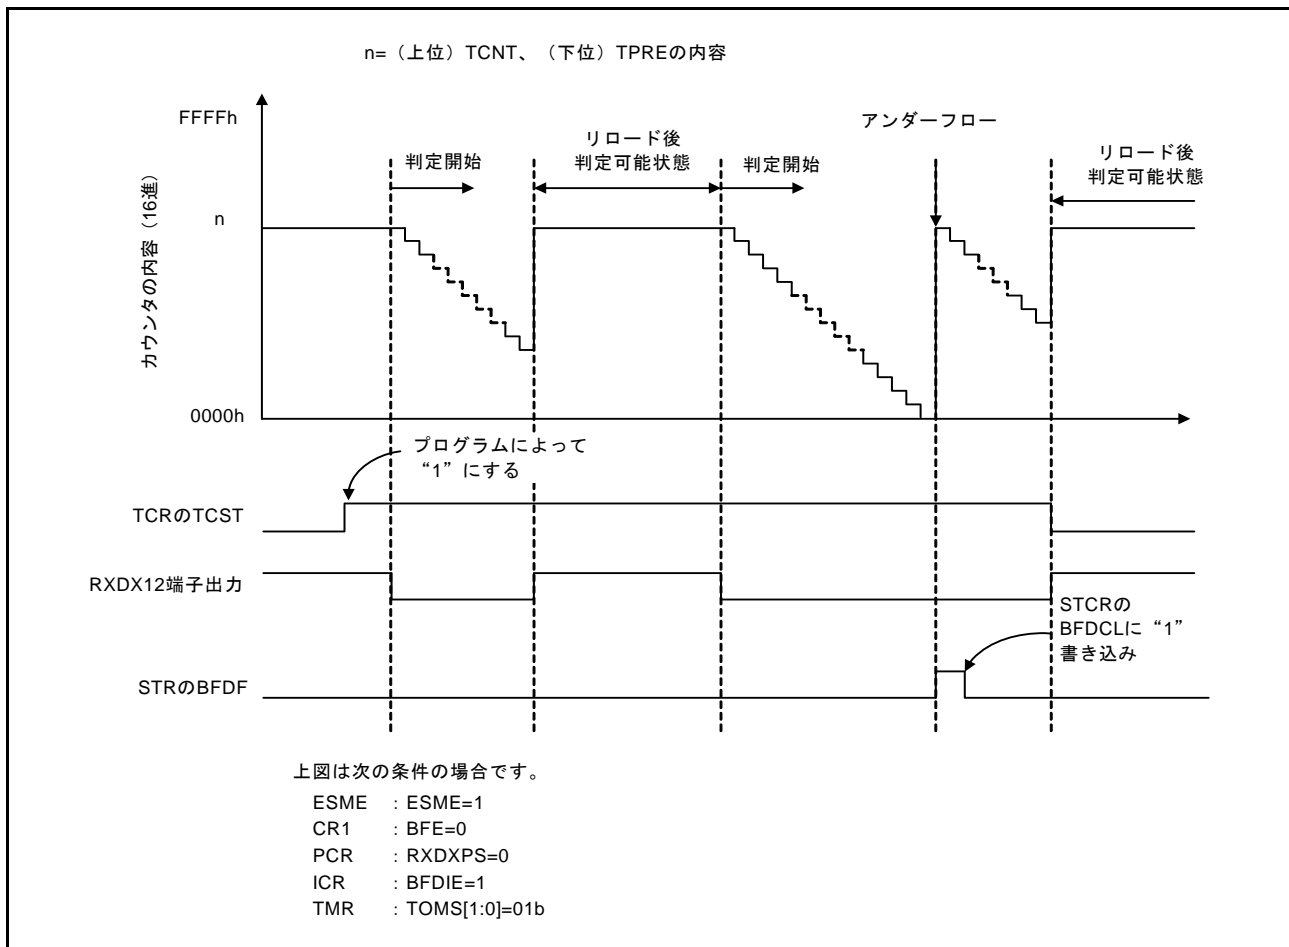 n=（上位）TCNT、（下位）TPREの内容
FFFFh
アンダーフロー
判定開始
リロード後
判定可能状態
判定開始
リロード後
判定可能状態
カウンタの内容（16進）
n
0000h
プログラムによって
“1”にする
TCRのTCST
RXDX12端子出力
STCRの
BFDCLに“1”
書き込み
STRのBFDF
上図は次の条件の場合です。
ESME : ESME=1
CR1 : BFE=0
PCR : RXDXPS=0
ICR : BFDIE=1
TMR : TOMS[1:0]=01b